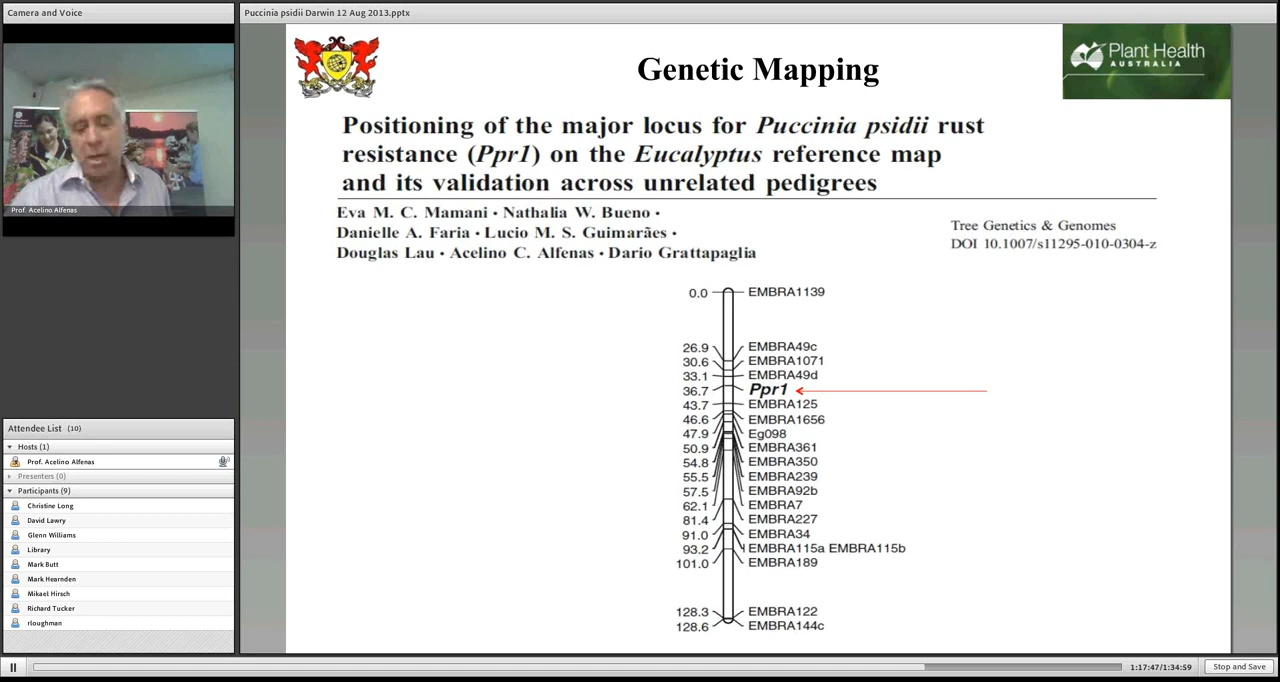 Camera and Voice
Prof. Acelino Alfenas
Attendee List (10)
Hosts (1)
Prof. Acelino Alfenas
Presenters (0)
Participants (9)
Christine Long
David Lawry
Glenn Williams
Library
Mark Butt
Mark Hearnden
Mikael Hirsch
Richard Tucker
rloughman
Puccinia psidii Darwin 12 Aug 2013.pptx
Genetic Mapping
Plant Health
AUSTRALIA
Positioning of the major locus for Puccinia psidii rust
resistance (Ppr1) on the Eucalyptus reference map
and its validation across unrelated pedigrees
Eva M. C. Mamani · Nathalia W. Bueno ·
Danielle A. Faria · Lucio M. S. Guimarães ·
Douglas Lau · Acelino C. Alfenas · Dario Grattapaglia
Tree Genetics & Genomes
DOI 10.1007/s11295-010-0304-z
0.0 EMBRA1139
26.9 EMBRA49c
30.6 EMBRA1071
33.1 EMBRA49d
36.7 Ppr1
43.7 EMBRA125
46.6 EMBRA1656
47.9 Eg098
50.9 EMBRA361
54.8 EMBRA350
55.5 EMBRA239
57.5 EMBRA92b
62.1 EMBRA7
81.4 EMBRA227
91.0 EMBRA34
93.2 EMBRA115a EMBRA115b
101.0 EMBRA189
128.3 EMBRA122
128.6 EMBRA144c
1:17:47/1:34:59
Stop and Save